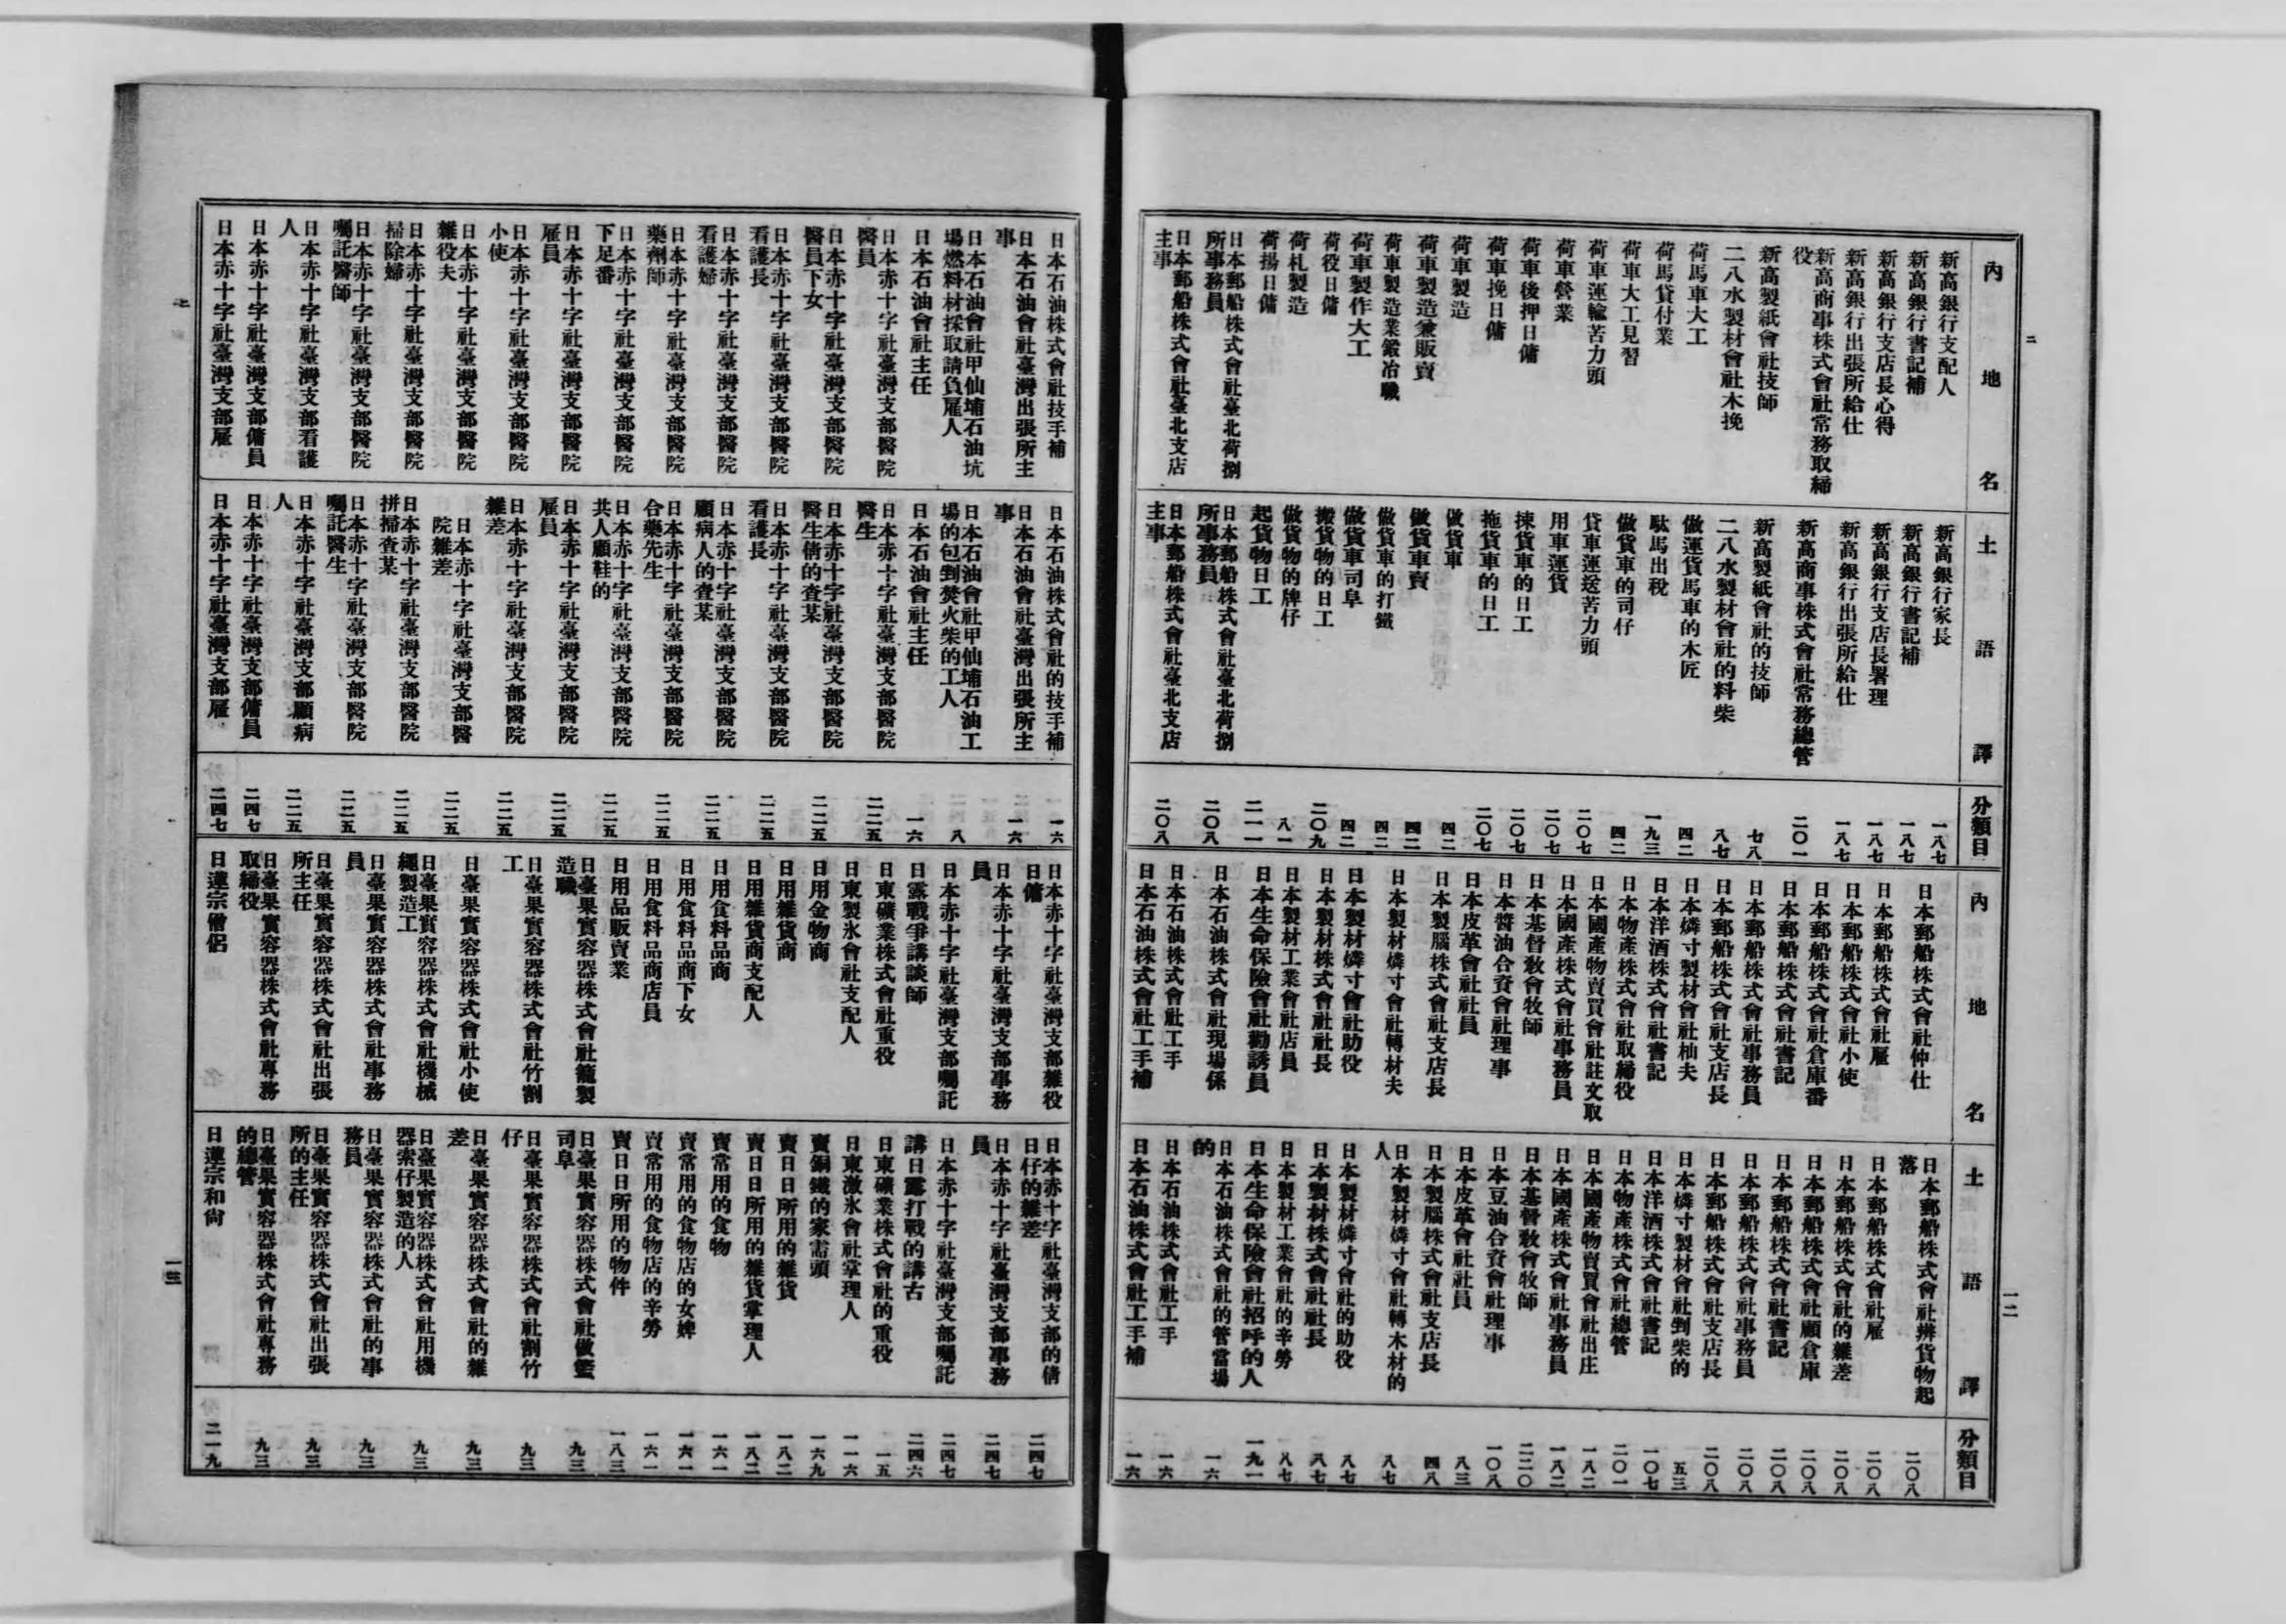 二
一二
內地名
新高銀行支配人
新高銀行書記補
新高銀行支店長心得
新高銀行出張所給仕
新高商事株式會社常務取締
役
新高製紙會社技師
二八水製材會社木挽
荷馬車大工
荷馬貸付業
荷車大工見習
荷車運輸苦力頭
荷車營業
荷車後押日傭
荷車挽日傭
荷車製造
荷車製造兼販賣
荷車製造業鍛冶職
荷車製作大工
荷役日傭
荷札製造
荷揚日傭
日本郵船株式會社臺北荷捌
所事務員
日本郵船株式會社臺北支店
主事
土語譯
新高銀行家長
新高銀行書記補
新高銀行支店長署理
新高銀行出張所給仕
新高商事株式會社常務總管
新高製紙會社的技師
二八水製材會社的料柴
做運貨馬車的木匠
駄馬出稅
做貨車的司仔
貸車運送苦力頭
用車運貨
捒貨車的日工
拖貨車的日工
做貨車
做貨車賣
做貨車的打鐵
做貨車司阜
搬貨物的日工
做貨物的牌仔
起貨物日工
日本郵船株式會社臺北荷捌
所事務員
日本郵船株式會社臺北支店
主事
分類目
一八七
一八七
一八七
一八七
二〇一
七八
八七
四二
一九三
四二
二〇七
二〇七
二〇七
二〇七
四二
四二
四二
四二
二〇九
八一
二一一
二〇八
二〇八
內地名
日本郵船株式會社仲仕
日本郵船株式會社雇
日本郵船株式會社小使
日本郵船株式會社倉庫番
日本郵船株式會社書記
日本郵船株式會社事務員
日本郵船株式會社支店長
日本燐寸製材會社杣夫
日本洋酒株式會社書記
日本物產株式會社取締役
日本國產物賣買會社註文取
日本國產株式會社事務員
日本基督敎會牧師
日本醬油合資會社理事
日本皮革會社社員
日本製腦株式會社支店長
日本製材燐寸會社轉材夫
日本製材燐寸會社助役
日本製材株式會社社長
日本製材工業會社店員
日本生命保險會社勸誘員
日本石油株式會社現場係
日本石油株式會社工手
日本石油株式會社工手補
土語譯
日本郵船株式會社搬貨物起
落
日本郵船株式會社雇
日本郵船株式會社的雜差
日本郵船株式會社顧倉庫
日本郵船株式會社書記
日本郵船株式會社事務員
日本郵船株式會社支店長
日本燐寸製材會社剉柴的
日本洋酒株式會社書記
日本物產株式會社總管
日本國產物賣買會社出庄
日本國產株式會社事務員
日本基督敎會牧師
日本豆油合資會社理事
日本皮革會社社員
日本製腦株式會社支店長
日本製材燐寸會社轉木材的
人
日本製材燐寸會社的助役
日本製材株式會社社長
日本製材工業會社的辛勞
日本生命保險會社招呼的人
日本石油株式會社的管當場
的
日本石油株式會社工手
日本石油株式會社工手補
分類目
二〇八
二〇八
二〇八
二〇八
二〇八
二〇八
二〇八
五三
一〇七
二〇一
一八二
一八二
二二〇
一〇八
八三
四八
八七
八七
八七
八七
一九一
一六
一六
一六
一三
日本石油株式會社技手補
日本石油會社臺灣出張所主
事
日本石油會社甲仙埔石油坑
場燃料材採取請負雇人
日本石油會社主任
日本赤十字社臺灣支部醫院
醫員
日本赤十字社臺灣支部醫院
醫員下女
日本赤十字社臺灣支部醫院
看護長
日本赤十字社臺灣支部醫院
看護婦
日本赤十字社臺灣支部醫院
藥劑師
日本赤十字社臺灣支部醫院
下足番
日本赤十字社臺灣支部醫院
雇員
日本赤十字社臺灣支部醫院
小使
日本赤十字社臺灣支部醫院
雜役夫
日本赤十字社臺灣支部醫院
掃除婦
日本赤十字社臺灣支部醫院
囑託醫師
日本赤十字社臺灣支部看護
人
日本赤十字社臺灣支部傭員
日本赤十字社臺灣支部雇
日本石油株式會社的技手補
日本石油會社臺灣出張所主
事
日本石油會社甲仙埔石油工
場的包剉焚火柴的工人
日本石油會社主任
日本赤十字社臺灣支部醫院
醫生
日本赤十字社臺灣支部醫院
醫生倩的查某
日本赤十字社臺灣支部醫院
看護長
日本赤十字社臺灣支部醫院
顧病人的查某
日本赤十字社臺灣支部醫院
合藥先生
日本赤十字社臺灣支部醫院
共人顧鞋的
日本赤十字社臺灣支部醫院
雇員
日本赤十字社臺灣支部醫院
雜差
日本赤十字社臺灣支部醫
院雜差
日本赤十字社臺灣支部醫院
拼掃查某
日本赤十字社臺灣支部醫院
囑託醫生
日本赤十字社臺灣支部顧病
人
日本赤十字社臺灣支部傭員
日本赤十字社臺灣支部雇
一六
一六
八
一六
二二五
二二五
二二五
二二五
二二五
二二五
二二五
二二五
二二五
二二五
二二五
二二五
二四七
二四七
日本赤十字社臺灣支部雜役
日傭
日本赤十字社臺灣支部事務
員
日本赤十字社臺灣支部囑託
日露戰爭講談師
日東礦業株式會社重役
日東製氷會社支配人
日用金物商
日用雜貨商
日用雜貨商支配人
日用食料品商
日用食料品商下女
日用食料品商店員
日用品販賣業
日臺果實容器株式會社籠製
造職
日臺果實容器株式會社竹割
工
日臺果實容器株式會社小使
日臺果實容器株式會社機械
繩製造工
日臺果實容器株式會社事務
員
日臺果實容器株式會社出張
所主任
日臺果實容器株式會社專務
取締役
日蓮宗僧侶
日本赤十字社臺灣支部的倩
日仔的雜差
日本赤十字社臺灣支部事務
員
日本赤十字社臺灣支部囑託
講日露打戰的講古
日東礦業株式會社的重役
日東激氷會社掌理人
賣銅鐵的家需頭
賣日日所用的雜貨
賣日日所用的雜貨掌理人
賣常用的食物
賣常用的食物店的女婢
賣常用的食物店的辛勞
賣日日所用的物件
日臺果實容器株式會社做籃
司阜
日臺果實容器株式會社割竹
仔
日臺果實容器株式會社的雜
差
日臺果實容器株式會社用機
器索仔製造的人
日臺果實容器株式會社的事
務員
日臺果實容器株式會社出張
所的主任
日臺果實容器株式會社專務
的總管
日蓮宗和尙
二四七
二四七
二四七
二四六
一五
一一六
一六九
一八二
一八二
一六一
一六一
一六一
一八三
九三
九三
九三
九三
九三
九三
九三
二一九